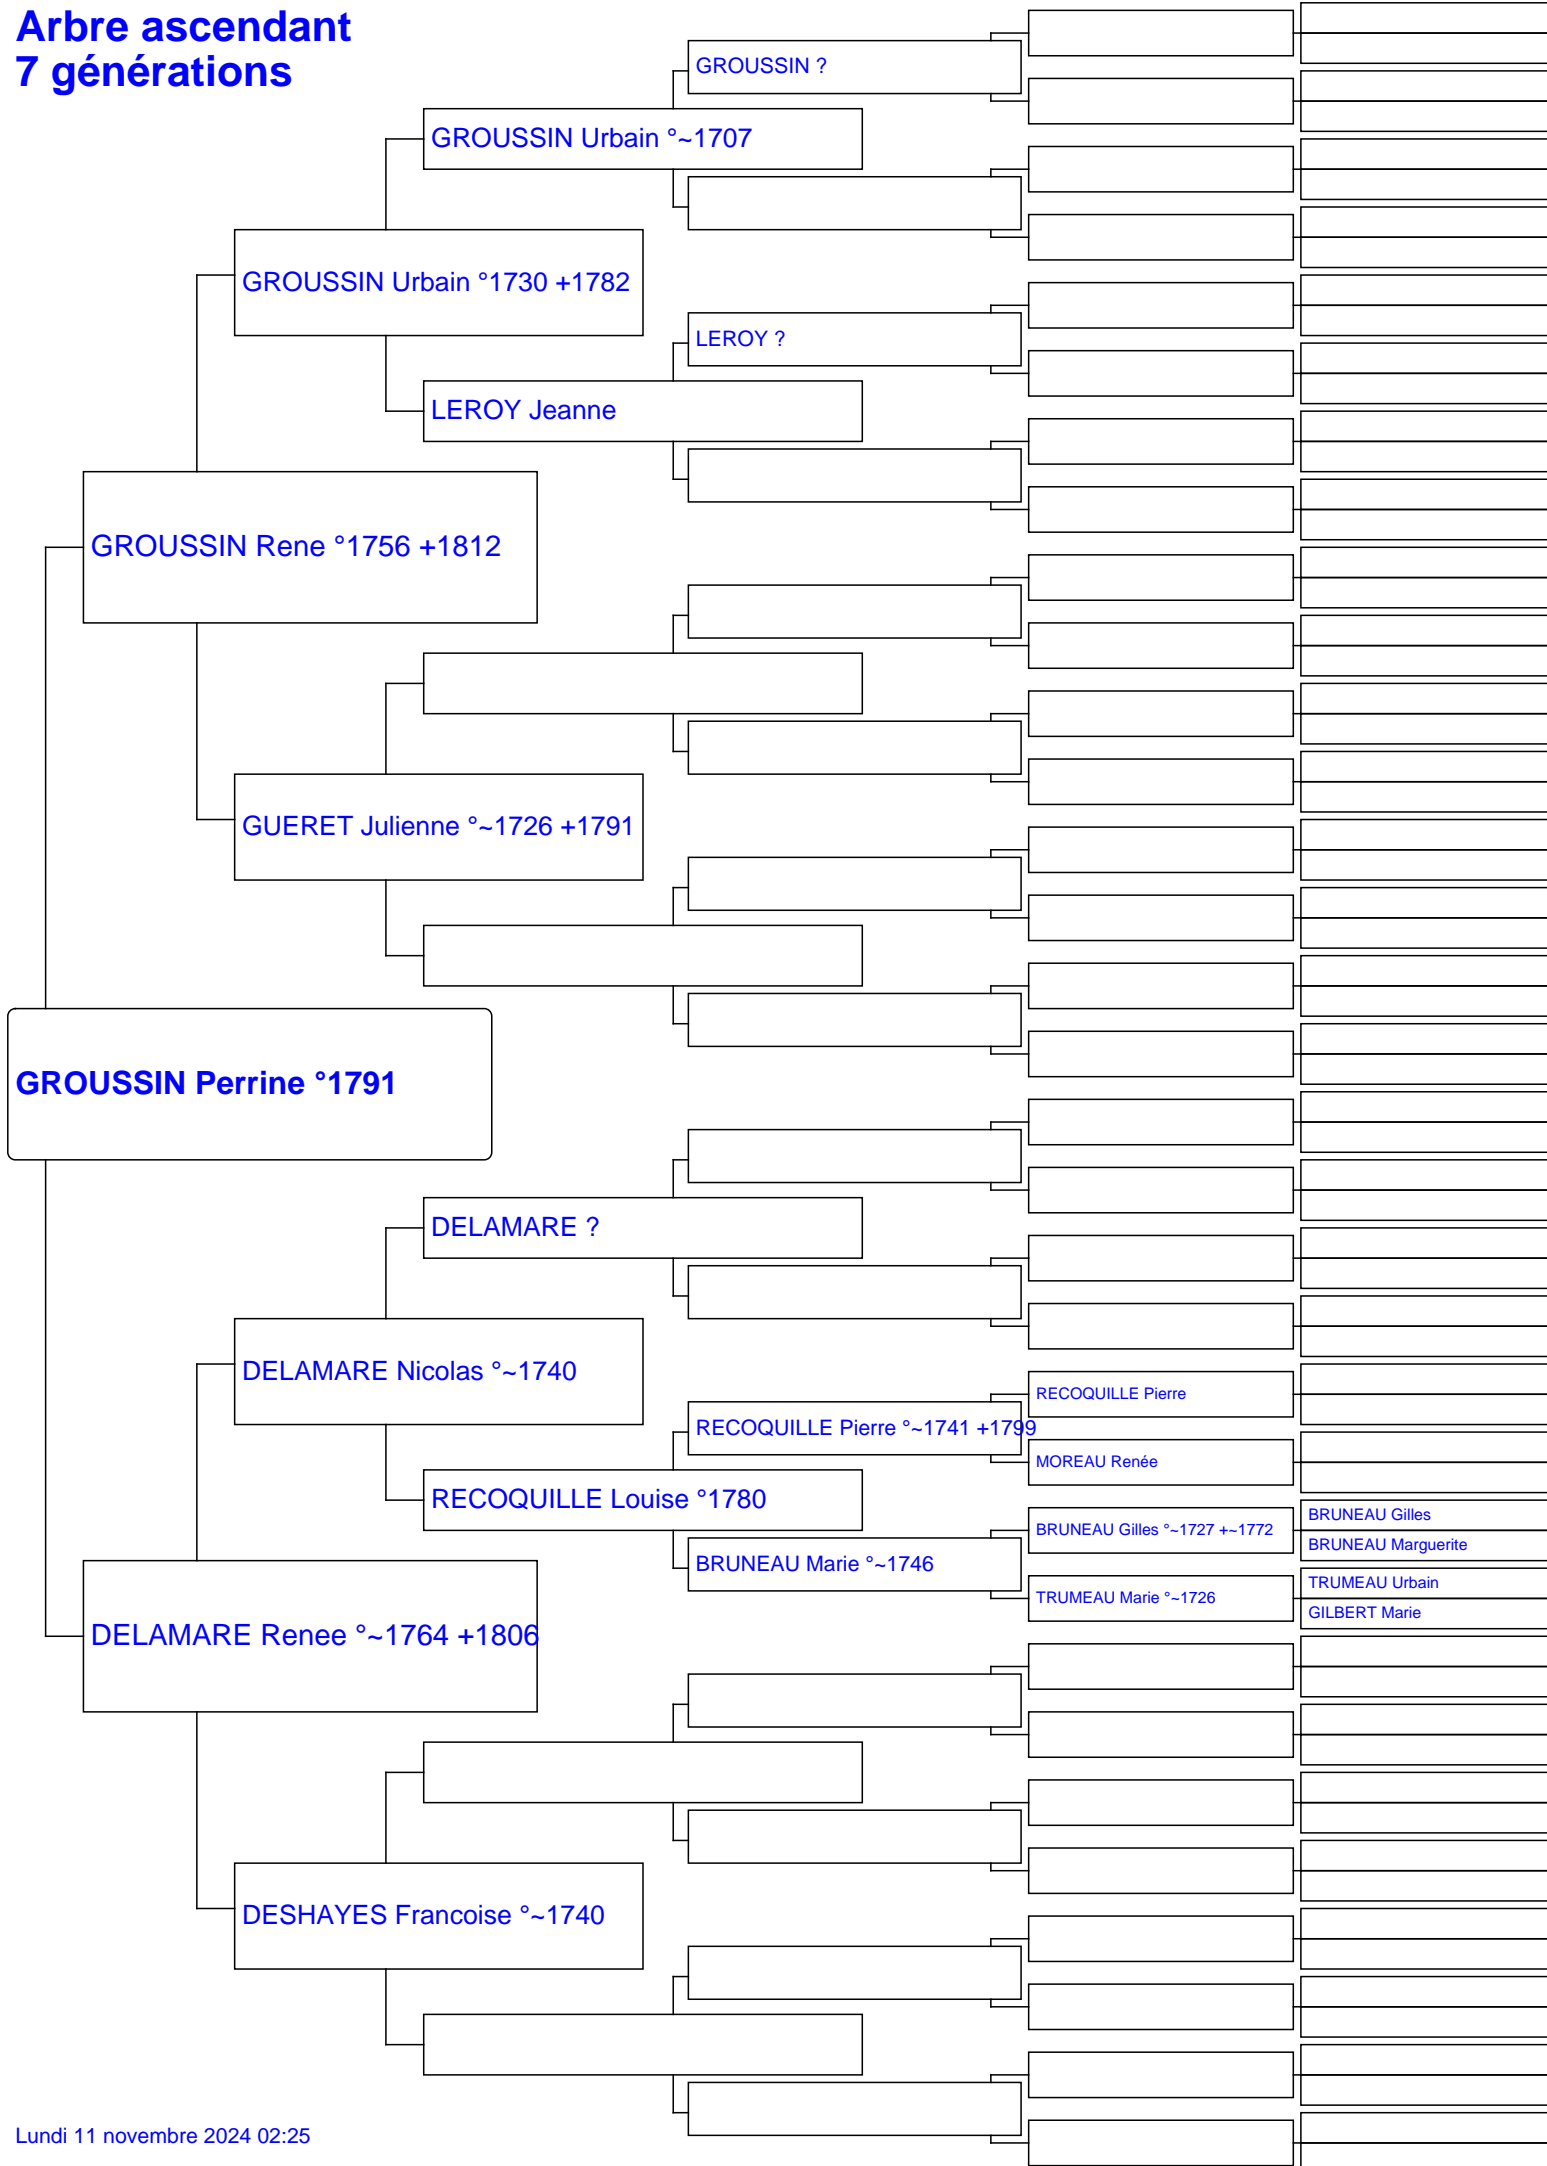 Arbre ascendant
7 générations
GROUSSIN ?
GROUSSIN Urbain °~1707
GROUSSIN Urbain °1730 +1782
LEROY ?
LEROY Jeanne
GROUSSIN Rene °1756 +1812
GUERET Julienne °~1726 +1791
GROUSSIN Perrine °1791
DELAMARE ?
DELAMARE Nicolas °~1740
RECOQUILLE Pierre
RECOQUILLE Pierre °~1741 +1799
MOREAU Renée
RECOQUILLE Louise °1780
BRUNEAU Gilles
BRUNEAU Gilles °~1727 +~1772
BRUNEAU Marguerite
BRUNEAU Marie °~1746
TRUMEAU Urbain
TRUMEAU Marie °~1726
GILBERT Marie
DELAMARE Renee °~1764 +1806
DESHAYES Francoise °~1740
Lundi 11 novembre 2024 02:25